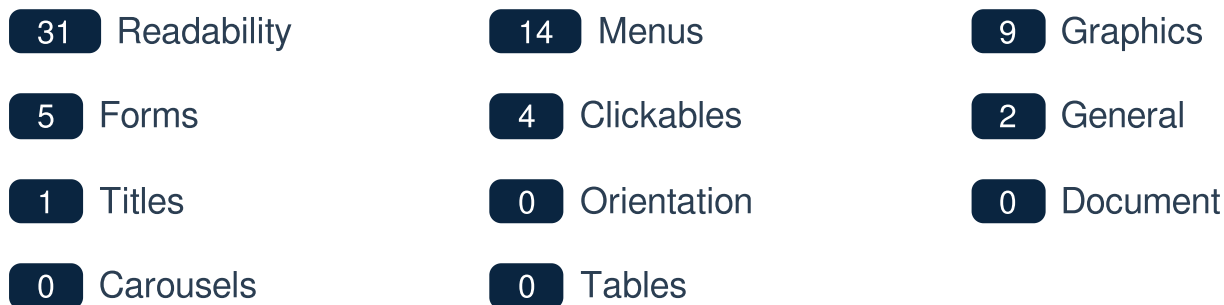 31 Readability 14 Menus 9 Graphics
5 Forms 4 Clickables 2 General
1 Titles 0 Orientation 0 Document
0 Carousels 0 Tables